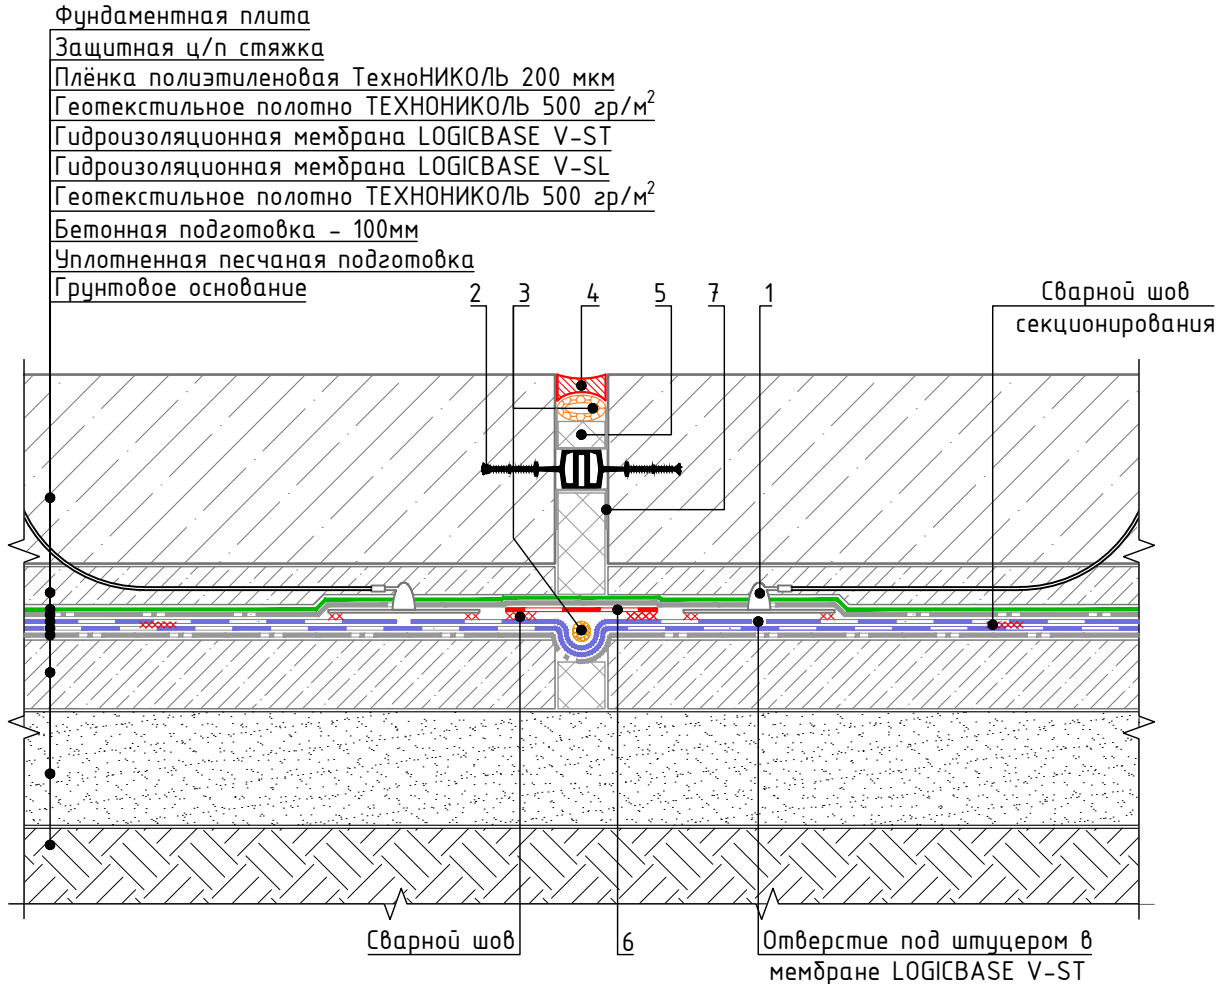 Фундаментная плита
Защитная ц/п стяжка
Плёнка полиэтиленовая ТехноНИКОЛЬ 200 мкм
Геотекстильное полотно ТЕХНОНИКОЛЬ 500 гр/м²
Гидроизоляционная мембрана LOGICBASE V-ST
Гидроизоляционная мембрана LOGICBASE V-SL
Геотекстильное полотно ТЕХНОНИКОЛЬ 500 гр/м²
Бетонная подготовка - 100мм
Уплотненная песчаная подготовка
Грунтовое основание
2 3 4 5 7 1
Сварной шов
секционирования
Сварной шов
6
Отверстие под штуцером в
мембране LOGICBASE V-ST